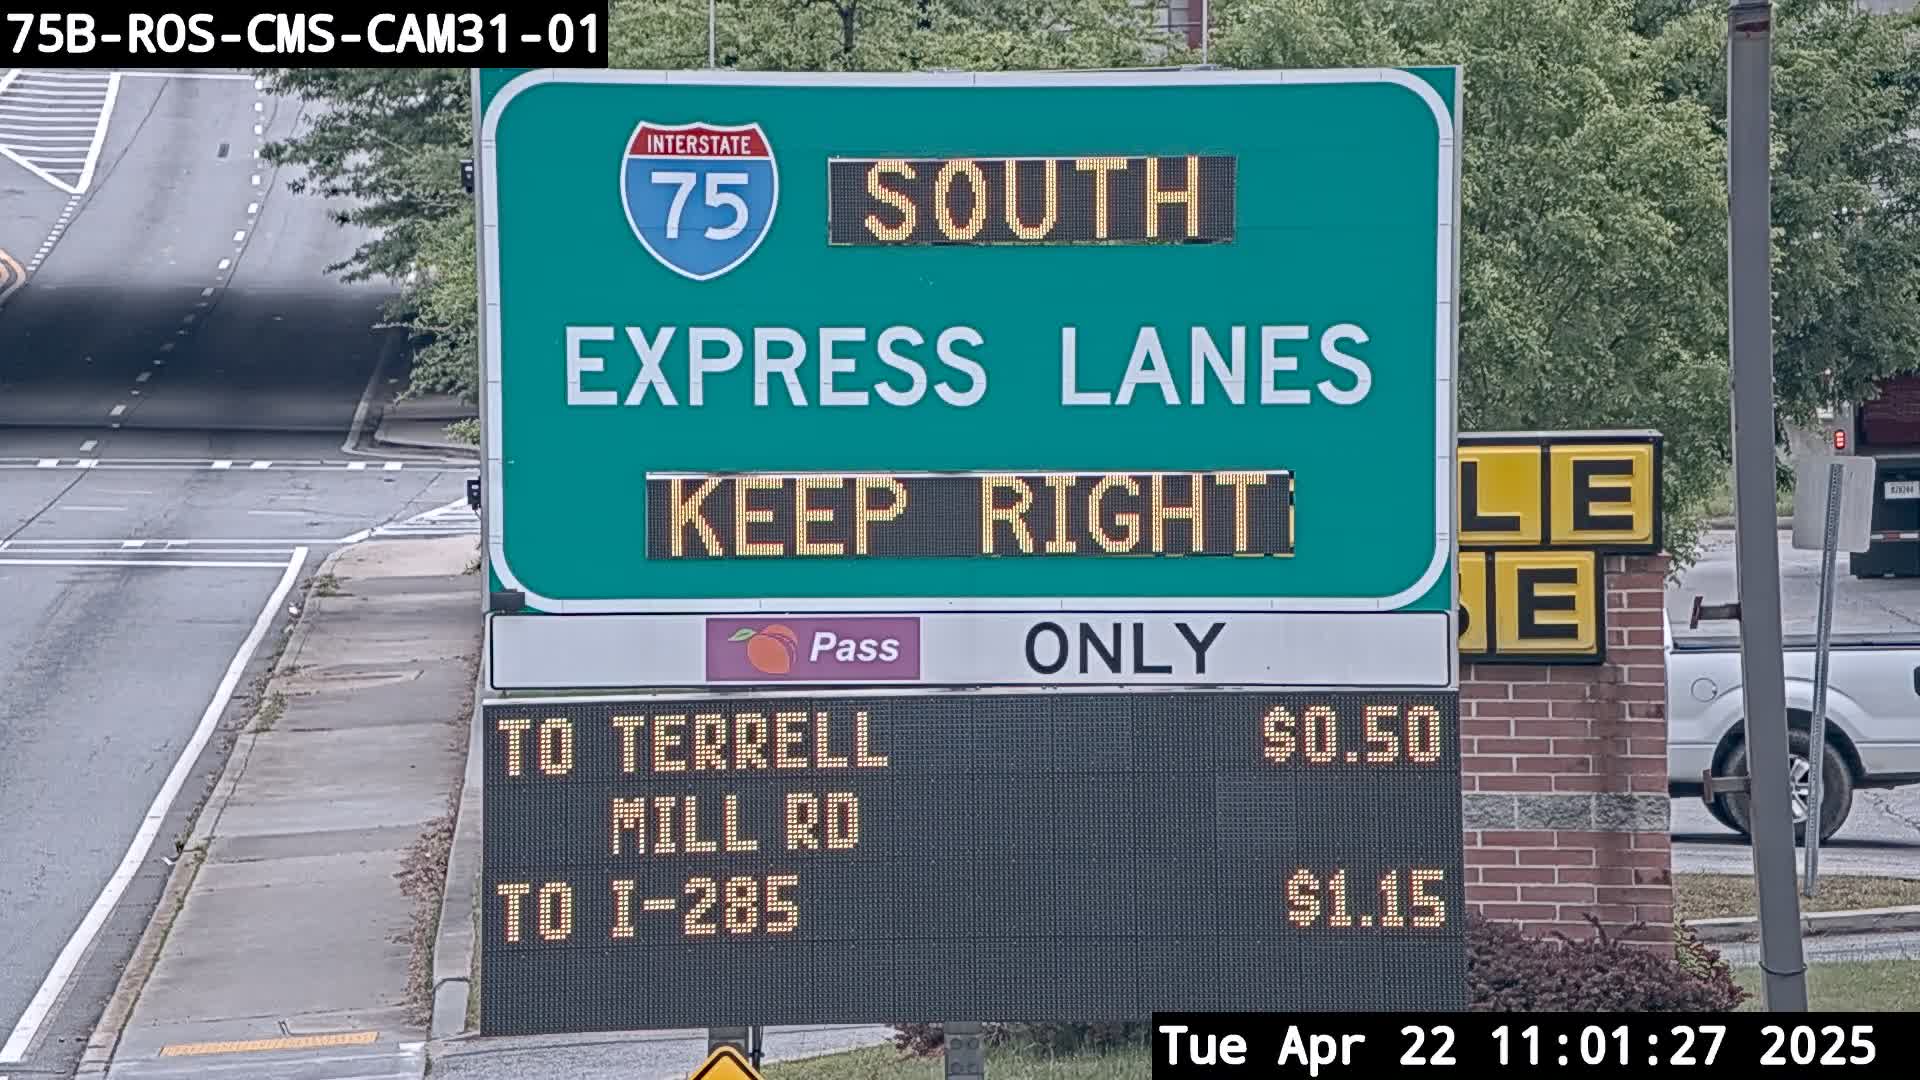 75B-ROS-CMS-CAM31-01
INTERSTATE
75
SOUTH
EXPRESS LANES
KEEP RIGHT
Pass ONLY
TO TERRELL $0.50
MILL RD
TO I-285 $1.15
LE
E
Tue Apr 22 11:01:27 2025